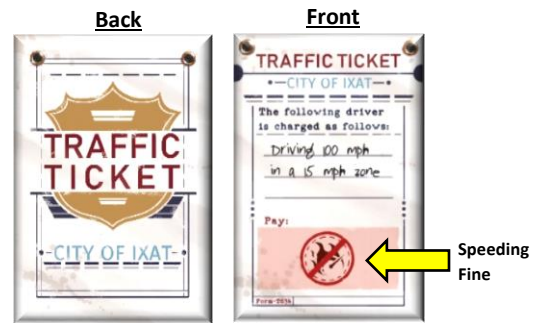 Back
TRAFFIC
TICKET
-CITY OF IXAT-
Front
TRAFFIC TICKET
-CITY OF IXAT-
The following driver
is charged as follows:
Driving 100 mph
in a 15 mph zone
Pay:
Speeding
Fine